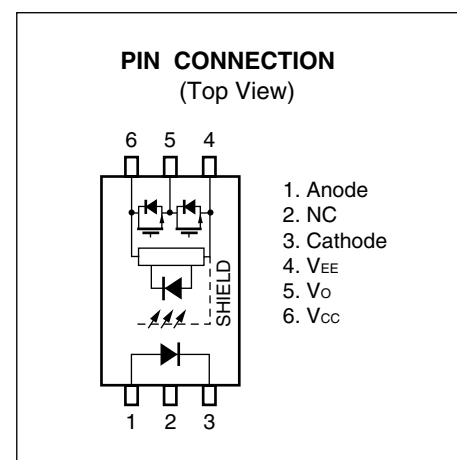 PIN CONNECTION
(Top View)
6 5 4
SHIELD
1 2 3
1. Anode
2. NC
3. Cathode
4. VEE
5. VO
6. VCC